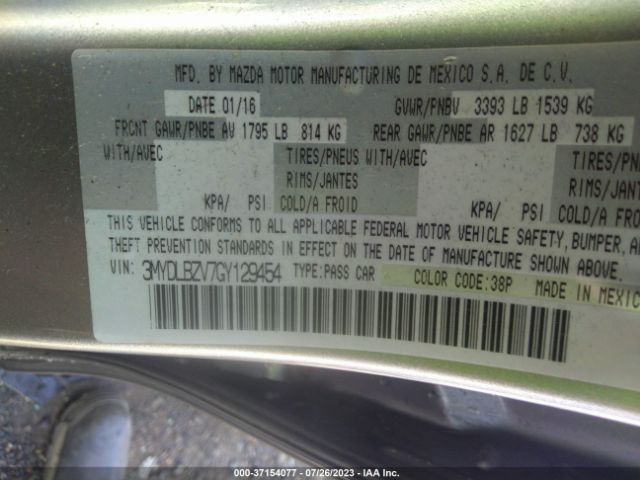 MFD. BY MAZDA MOTOR MANUFACTURING DE MEXICO S.A. DE C.V.
DATE 01/16 GVWR/PNBV 3393 LB 1539 KG
FRONT GAWR/PNBE AV 1795 LB 814 KG REAR GAWR/PNBE AR 1627 LB 738 KG
WITH/AVEC TIRES/PNEUS WITH/AVEC TIRES/PN
RIMS/JANTES RIMS/JANTE
KPA/ PSI COLD/A FROID KPA/ PSI COLD/A FROI
THIS VEHICLE CONFORMS TO ALL APPLICABLE FEDERAL MOTOR VEHICLE SAFETY, BUMPER, A
THEFT PREVENTION STANDARDS IN EFFECT ON THE DATE OF MANUFACTURE SHOWN ABOVE.
VIN: 3MYDLBZV7GY129454 TYPE:PASS CAR COLOR CODE:38P MADE IN MEXIC
000-37154077 - 07/26/2023 - IAA Inc.